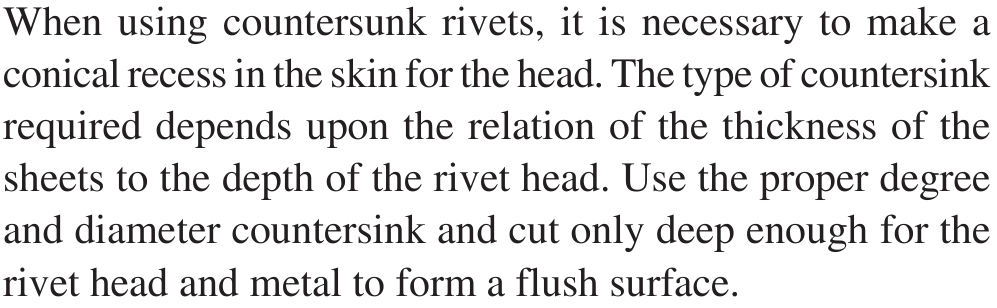 When using countersunk rivets, it is necessary to make a
conical recess in the skin for the head. The type of countersink
required depends upon the relation of the thickness of the
sheets to the depth of the rivet head. Use the proper degree
and diameter countersink and cut only deep enough for the
rivet head and metal to form a flush surface.